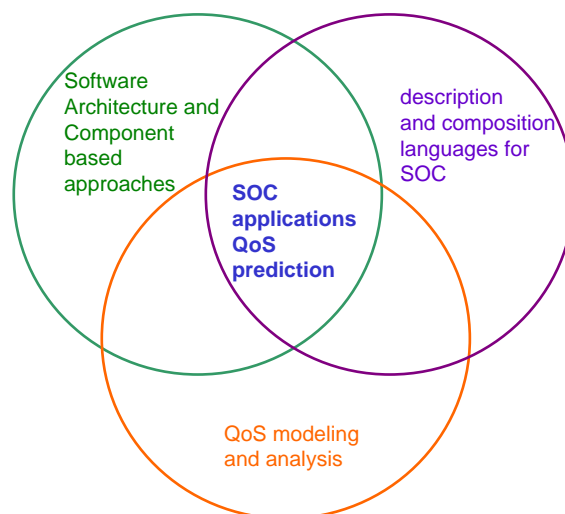 Software
Architecture and
Component
based
approaches
description
and composition
languages for
SOC
SOC
applications
QoS
prediction
QoS modeling
and analysis